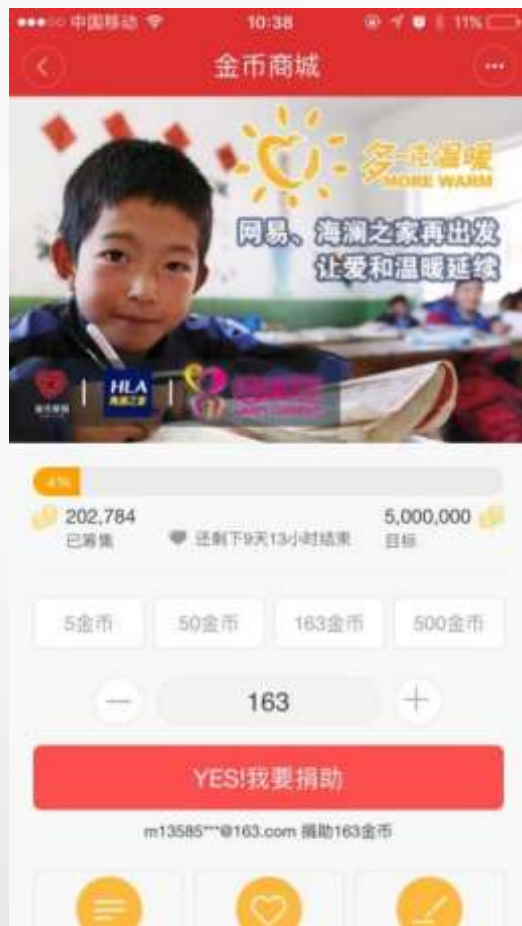 中国移动 10:38 11%
金币商城
多一克温暖
MORE WARM
网易、海澜之家再出发
让爱和温暖延续
HLA
海澜之家
4%
202,784
5,000,000
已筹集
还剩下9天13小时结束
目标
5金币
50金币
163金币
500金币
163
YES!我要捐助
m13585***@163.com 捐助163金币